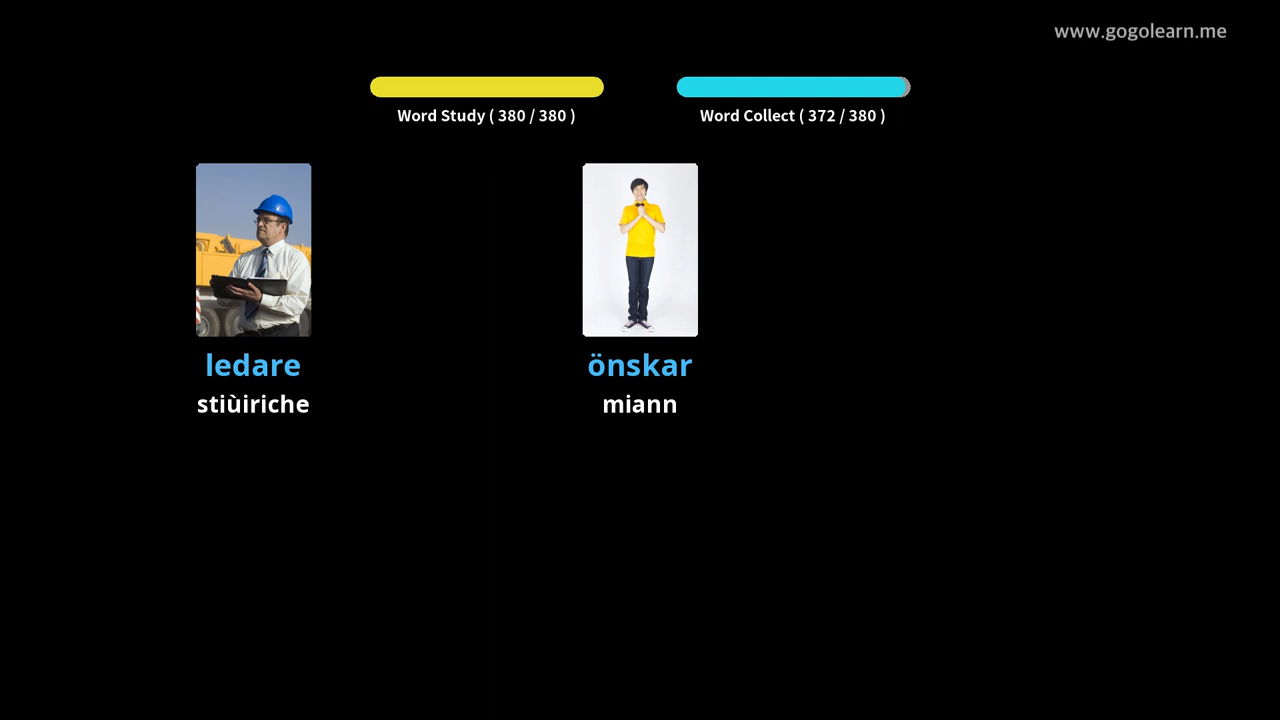 www.gogolearn.me
Word Study ( 380 / 380 )
Word Collect ( 372 / 380 )
ledare
stiùiriche
önskar
miann